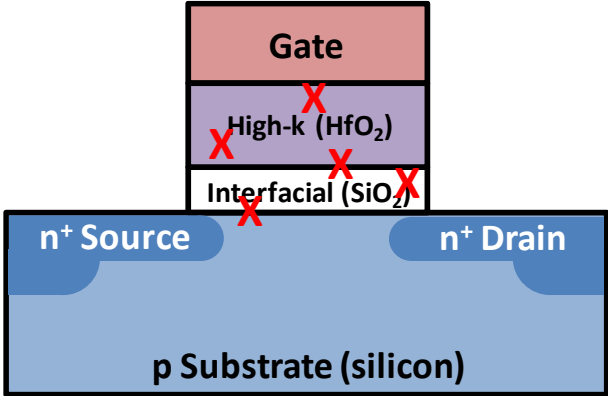 Gate
High-k (HfO₂)
Interfacial (SiO₂)
n⁺ Source
n⁺ Drain
p Substrate (silicon)